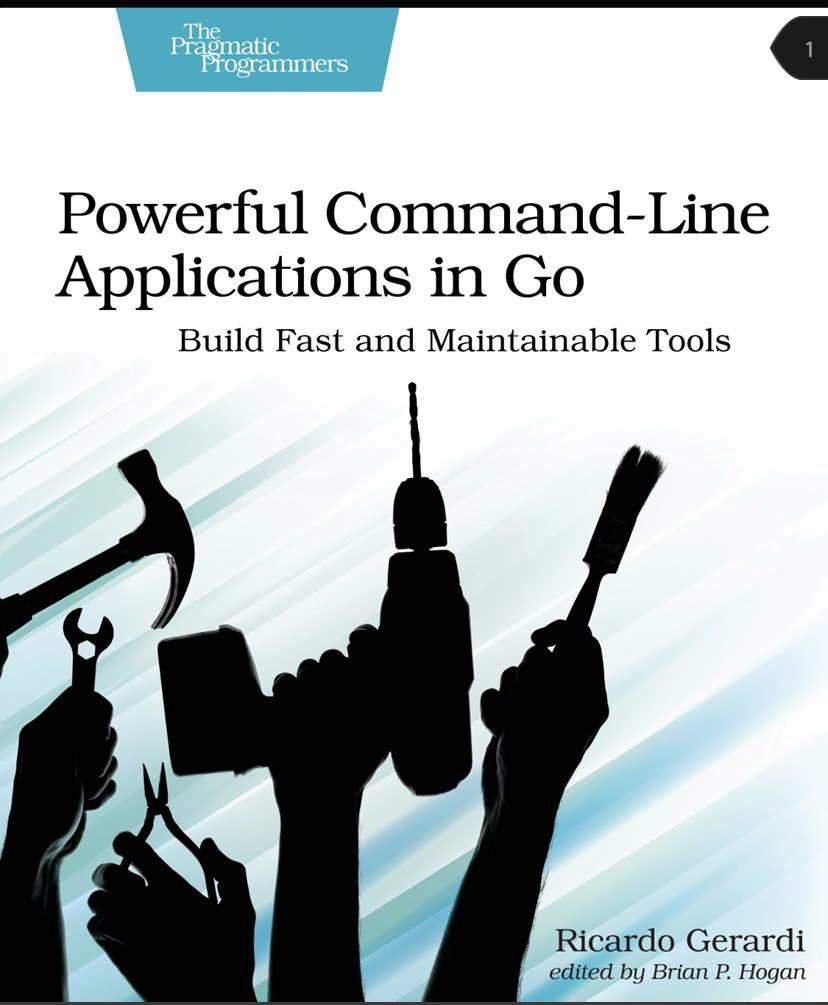 The
Pragmatic
Programmers
1
Powerful Command-Line
Applications in Go
Build Fast and Maintainable Tools
Ricardo Gerardi
edited by Brian P. Hogan